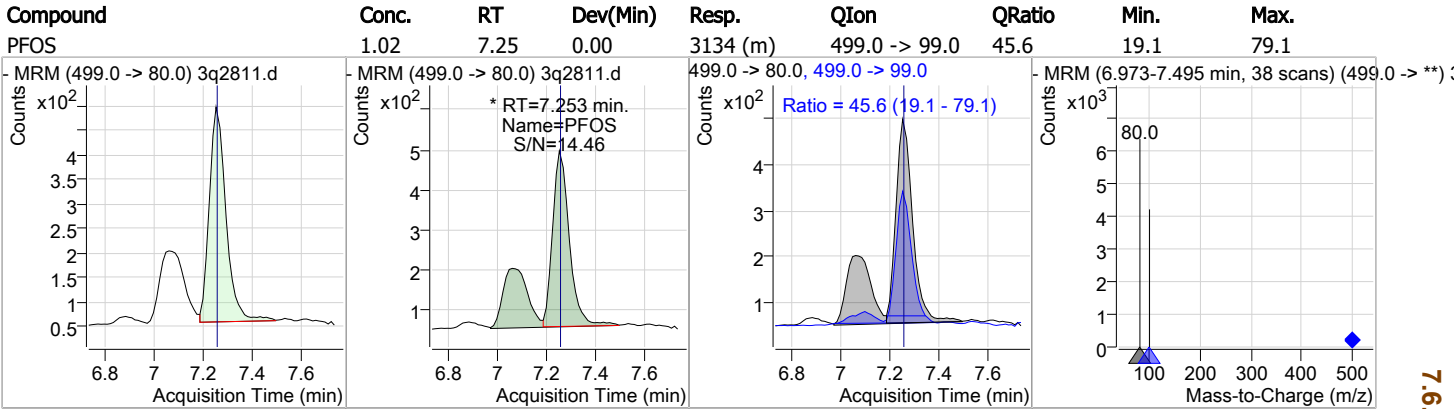 Compound Conc. RT Dev(Min) Resp. QIon QRatio Min. Max.
PFOS 1.02 7.25 0.00 3134 (m) 499.0 -> 99.0 45.6 19.1 79.1
- MRM (499.0 -> 80.0) 3q2811.d
Counts
x10²
4
3.5
3
2.5
2
1.5
1
0.5
6.8 7 7.2 7.4 7.6
Acquisition Time (min)
- MRM (499.0 -> 80.0) 3q2811.d
Counts
x10²
* RT=7.253 min.
Name=PFOS
S/N=14.46
5
4
3
2
1
6.8 7 7.2 7.4 7.6
Acquisition Time (min)
499.0 -> 80.0, 499.0 -> 99.0
Counts
x10²
Ratio = 45.6 (19.1 - 79.1)
4
3
2
1
6.8 7 7.2 7.4 7.6
Acquisition Time (min)
- MRM (6.973-7.495 min, 38 scans) (499.0 -> **) 3
Counts
x10³
80.0
6
5
4
3
2
1
0
100 200 300 400 500
Mass-to-Charge (m/z)
7.6.